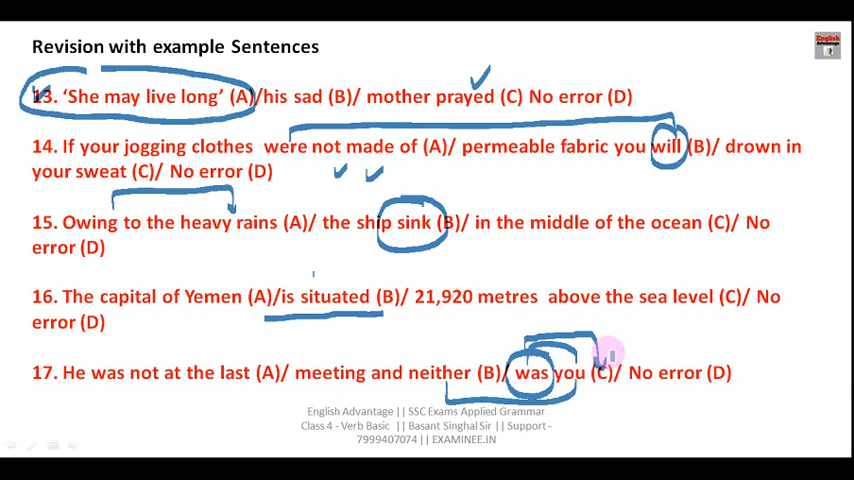 Revision with example Sentences
English
Advantage
13. ‘She may live long’ (A)/his sad (B)/ mother prayed (C) No error (D)
14. If your jogging clothes were not made of (A)/ permeable fabric you will (B)/ drown in
your sweat (C)/ No error (D)
15. Owing to the heavy rains (A)/ the ship sink (B)/ in the middle of the ocean (C)/ No
error (D)
16. The capital of Yemen (A)/is situated (B)/ 21,920 metres above the sea level (C)/ No
error (D)
17. He was not at the last (A)/ meeting and neither (B)/ was you (C)/ No error (D)
English Advantage || SSC Exams Applied Grammar
Class 4 - Verb Basic || Basant Singhal Sir || Support -
7999407074 || EXAMINEE.IN